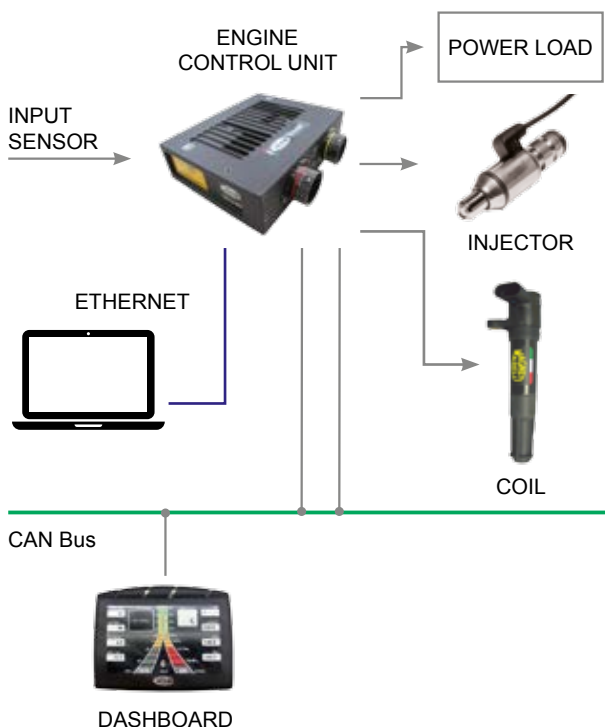 ENGINE
CONTROL UNIT
POWER LOAD
INPUT
SENSOR
INJECTOR
ETHERNET
COIL
CAN Bus
DASHBOARD